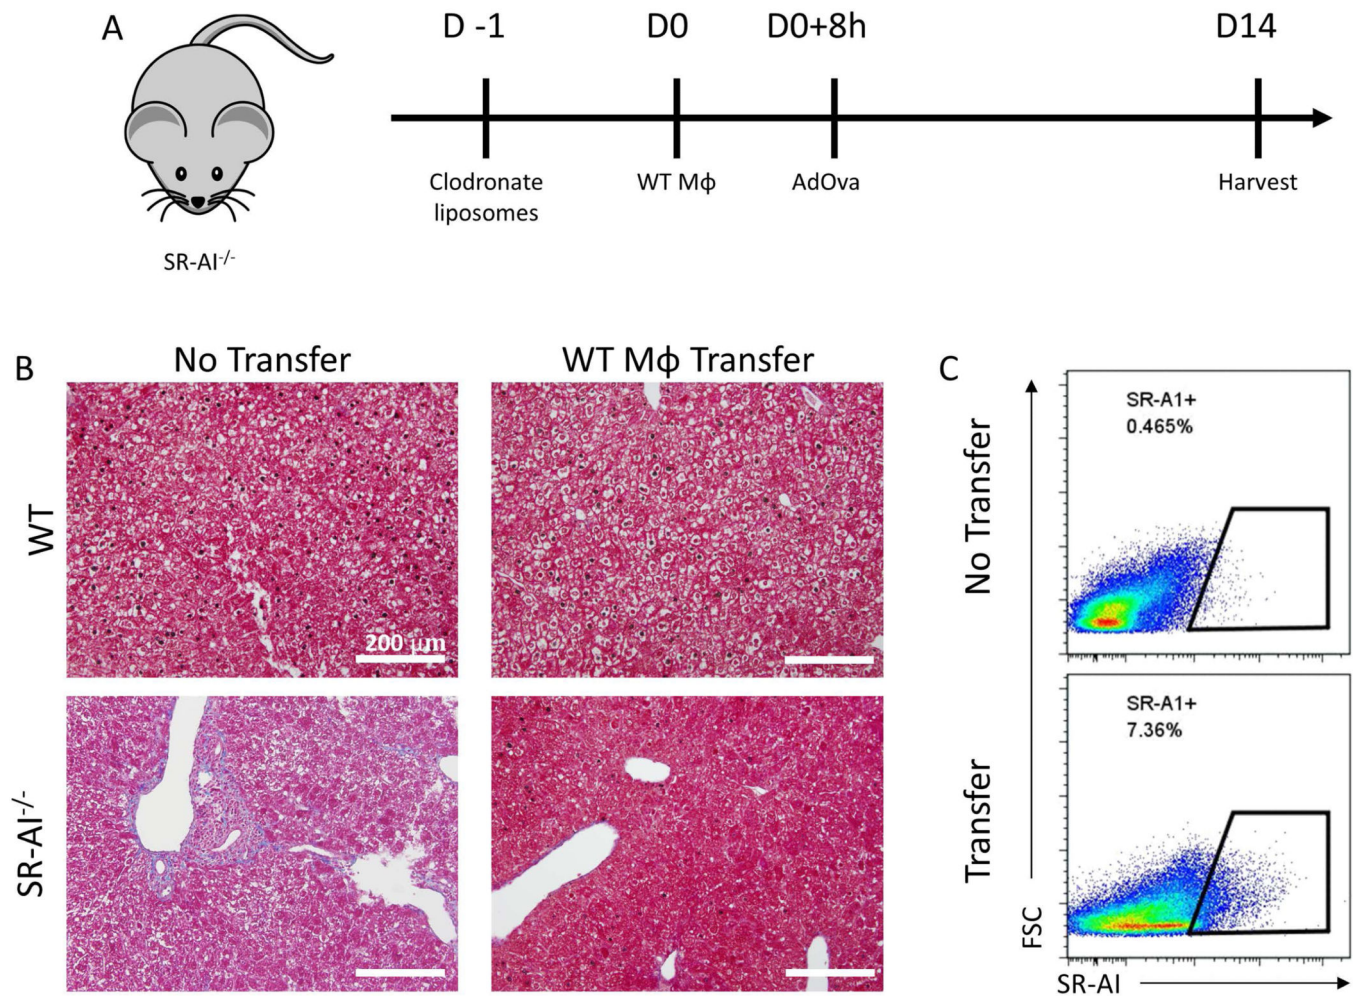 A
D -1
D0
D0+8h
D14
Clodronate
liposomes
WT Mϕ
AdOva
Harvest
SR-AI-/-
B
No Transfer
WT Mϕ Transfer
WT
200 μm
SR-AI-/-
C
No Transfer
SR-A1+
0.465%
Transfer
SR-A1+
7.36%
FSC
SR-AI